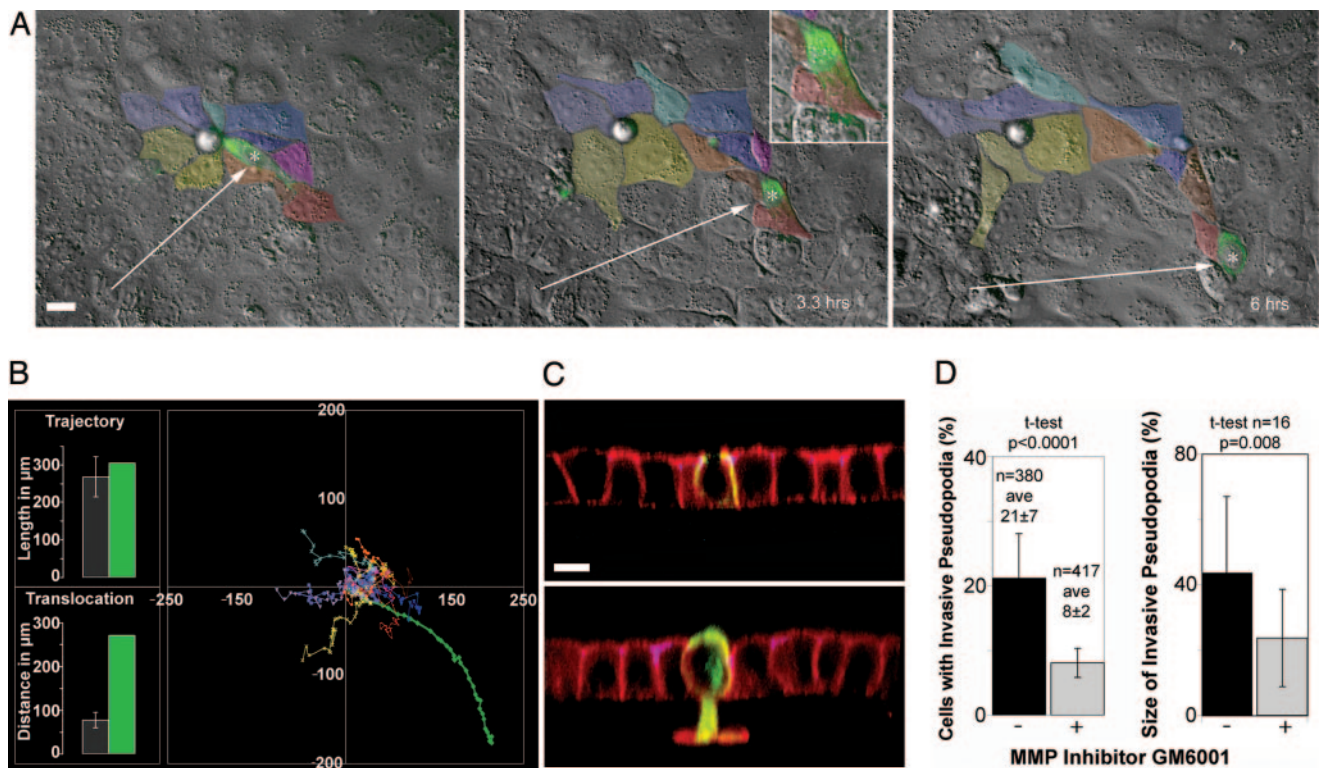 A
*
*
3.3 hrs
*
6 hrs
B
Trajectory
Length in µm
300
200
100
0
Translocation
Distance in µm
300
200
100
0
200
100
-250
-150
150
250
-100
-200
C
D
t-test
p<0.0001
Cells with Invasive Pseudopodia (%)
40
20
0
n=380
ave
21±7
n=417
ave
8±2
- +
t-test n=16
p=0.008
Size of Invasive Pseudopodia (%)
80
40
0
- +
MMP Inhibitor GM6001